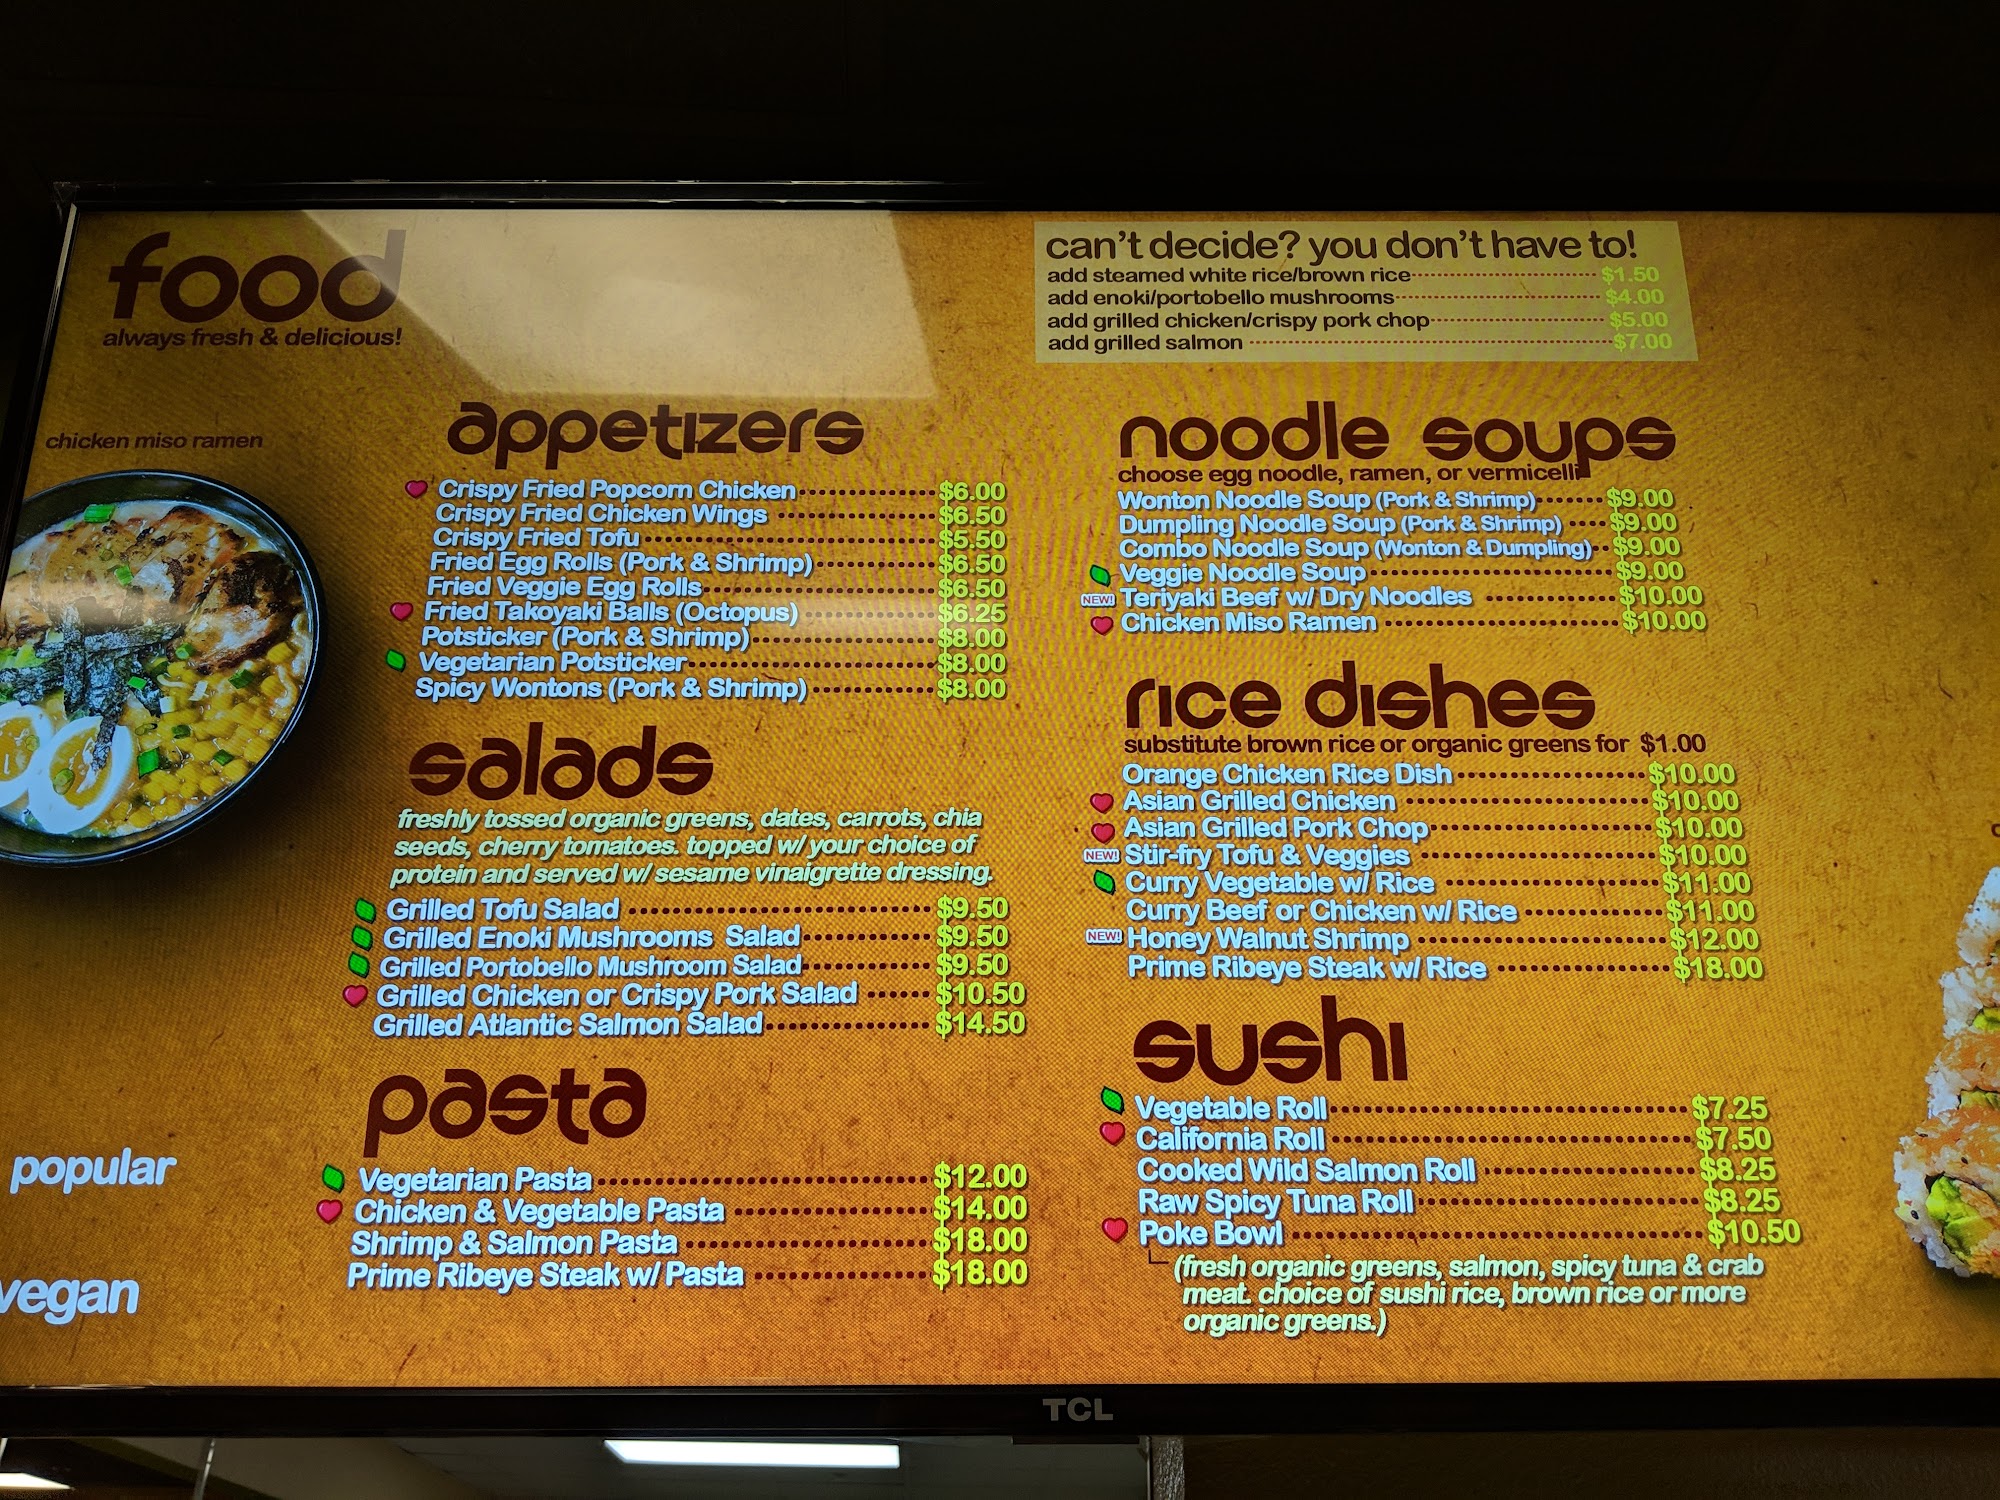 food
always fresh & delicious!
can't decide? you don't have to!
add steamed white rice/brown rice $1.50
add enoki/portobello mushrooms $4.00
add grilled chicken/crispy pork chop $5.00
add grilled salmon $7.00
chicken miso ramen
appetizers
Crispy Fried Popcorn Chicken $6.00
Crispy Fried Chicken Wings $6.50
Crispy Fried Tofu $5.50
Fried Egg Rolls (Pork & Shrimp) $6.50
Fried Veggie Egg Rolls $6.50
Fried Takoyaki Balls (Octopus) $6.25
Potsticker (Pork & Shrimp) $8.00
Vegetarian Potsticker $8.00
Spicy Wontons (Pork & Shrimp) $8.00
salads
freshly tossed organic greens, dates, carrots, chia
seeds, cherry tomatoes. topped w/ your choice of
protein and served w/ sesame vinaigrette dressing.
Grilled Tofu Salad $9.50
Grilled Enoki Mushrooms Salad $9.50
Grilled Portobello Mushroom Salad $9.50
Grilled Chicken or Crispy Pork Salad $10.50
Grilled Atlantic Salmon Salad $14.50
pasta
Vegetarian Pasta $12.00
Chicken & Vegetable Pasta $14.00
Shrimp & Salmon Pasta $18.00
Prime Ribeye Steak w/ Pasta $18.00
popular
vegan
noodle soups
choose egg noodle, ramen, or vermicelli
Wonton Noodle Soup (Pork & Shrimp) $9.00
Dumpling Noodle Soup (Pork & Shrimp) $9.00
Combo Noodle Soup (Wonton & Dumpling) $9.00
Veggie Noodle Soup $9.00
NEW! Teriyaki Beef w/ Dry Noodles $10.00
Chicken Miso Ramen $10.00
rice dishes
substitute brown rice or organic greens for $1.00
Orange Chicken Rice Dish $10.00
Asian Grilled Chicken $10.00
Asian Grilled Pork Chop $10.00
NEW! Stir-fry Tofu & Veggies $10.00
Curry Vegetable w/ Rice $11.00
Curry Beef or Chicken w/ Rice $11.00
NEW! Honey Walnut Shrimp $12.00
Prime Ribeye Steak w/ Rice $18.00
sushi
Vegetable Roll $7.25
California Roll $7.50
Cooked Wild Salmon Roll $8.25
Raw Spicy Tuna Roll $8.25
Poke Bowl $10.50
(fresh organic greens, salmon, spicy tuna & crab
meat. choice of sushi rice, brown rice or more
organic greens.)
TCL